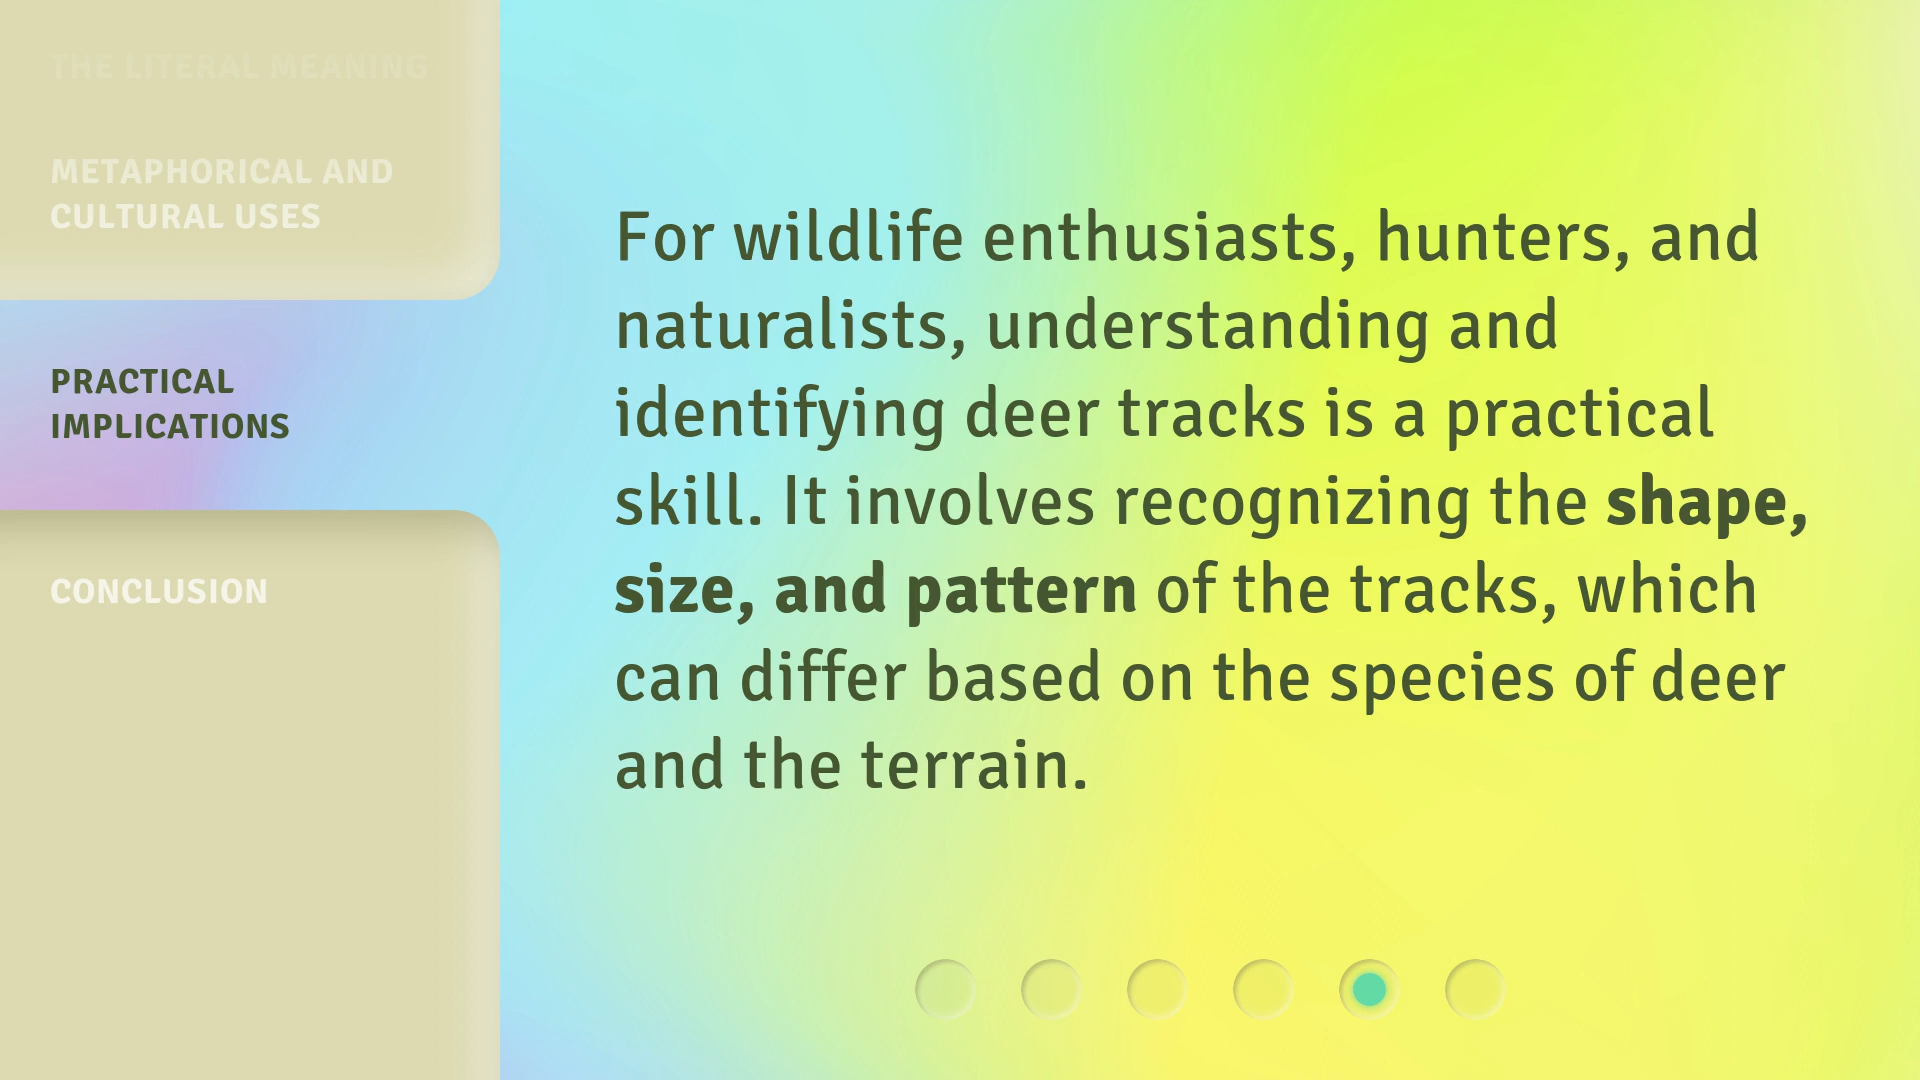 THE LITERAL MEANING
METAPHORICAL AND
CULTURAL USES
PRACTICAL
IMPLICATIONS
CONCLUSION
For wildlife enthusiasts, hunters, and
naturalists, understanding and
identifying deer tracks is a practical
skill. It involves recognizing the shape,
size, and pattern of the tracks, which
can differ based on the species of deer
and the terrain.